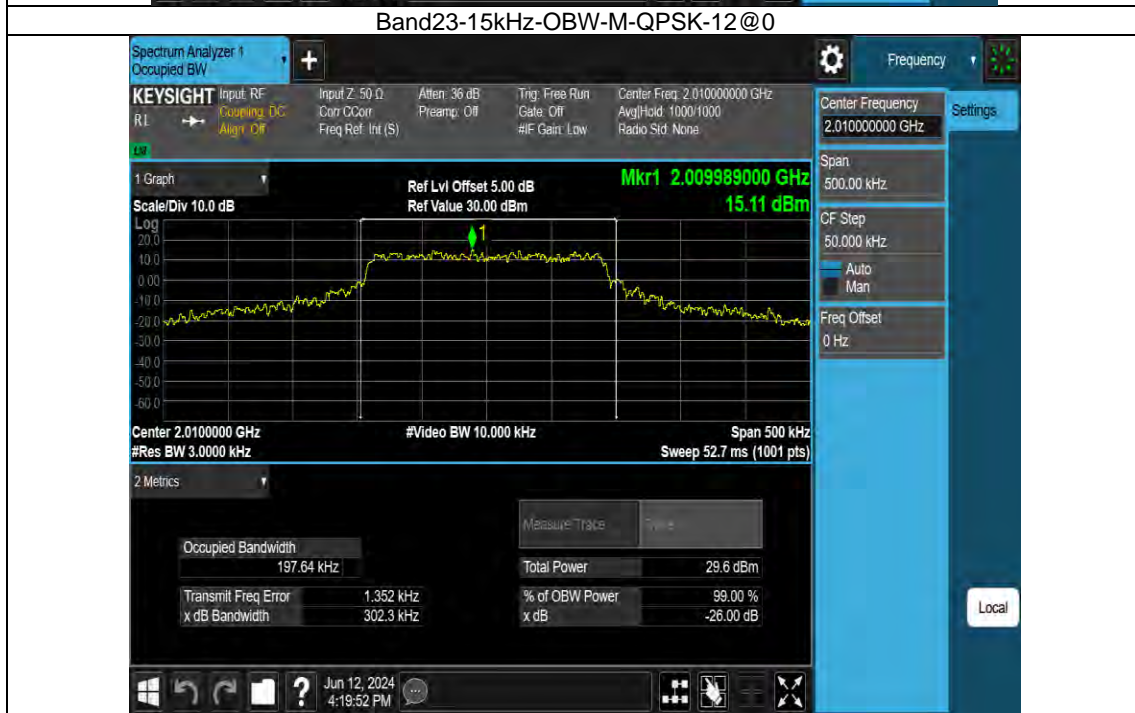 Band23-15kHz-OBW-M-QPSK-12@0
Spectrum Analyzer 1
Occupied BW
+
Frequency
KEYSIGHT
RL
Input: RF
Coupling: DC
Align: Off
Input Z: 50 Ω
Corr CCorr
Freq Ref: Int (S)
Atten: 36 dB
Preamp: Off
Trig: Free Run
Gate: Off
#IF Gain: Low
Center Freq: 2.010000000 GHz
Avg|Hold: 1000/1000
Radio Std: None
Center Frequency
2.010000000 GHz
Settings
Span
500.00 kHz
CF Step
50.000 kHz
Auto
Man
Freq Offset
0 Hz
Local
1 Graph
Scale/Div 10.0 dB
Ref Lvl Offset 5.00 dB
Ref Value 30.00 dBm
Mkr1 2.009989000 GHz
15.11 dBm
Log
20.0
10.0
0.00
-10.0
-20.0
-30.0
-40.0
-50.0
-60.0
1
Center 2.0100000 GHz
#Video BW 10.000 kHz
Span 500 kHz
#Res BW 3.0000 kHz
Sweep 52.7 ms (1001 pts)
2 Metrics
Measure Trace
Occupied Bandwidth
197.64 kHz
Total Power 29.6 dBm
Transmit Freq Error 1.352 kHz
% of OBW Power 99.00 %
x dB Bandwidth 302.3 kHz
x dB -26.00 dB
?
Jun 12, 2024
4:19:52 PM